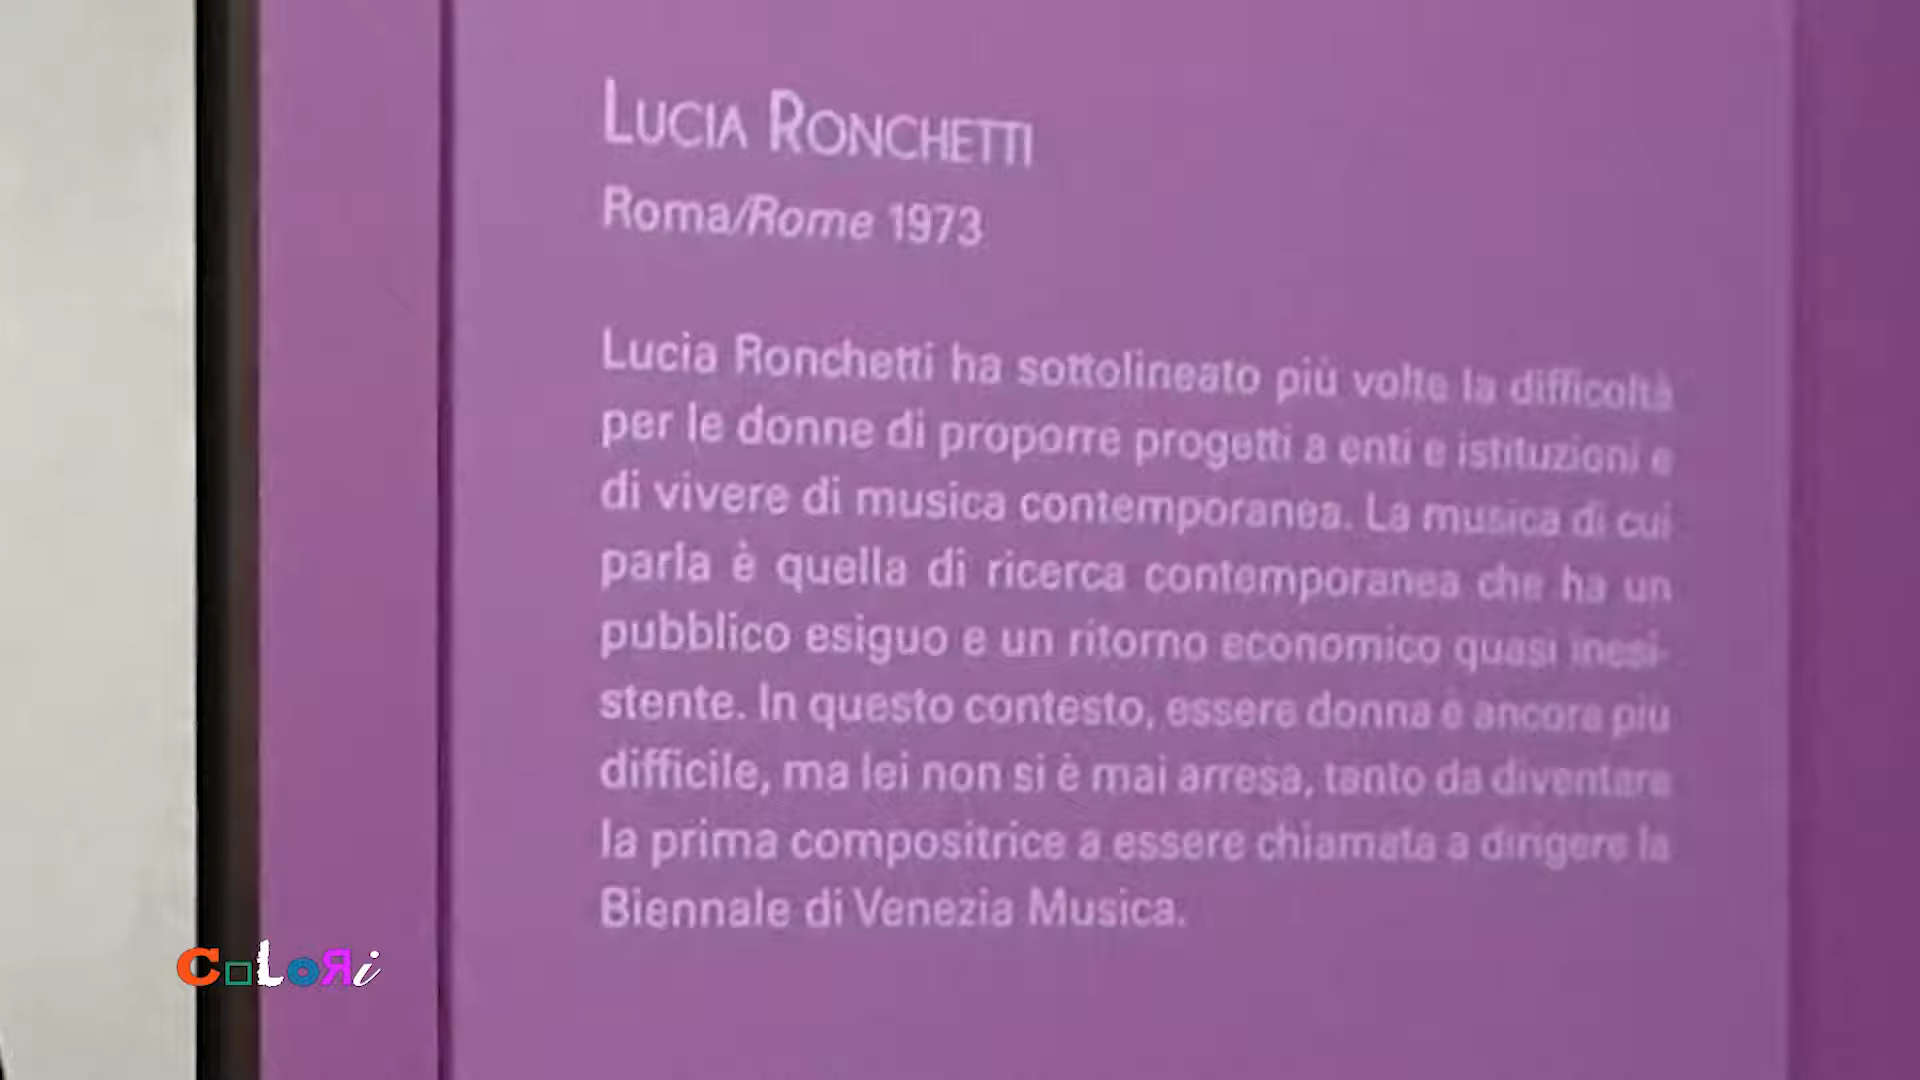 LUCIA RONCHETTI
Roma/Rome 1973
Lucia Ronchetti ha sottolineato più volte la difficoltà
per le donne di proporre progetti a enti e istituzioni e
di vivere di musica contemporanea. La musica di cui
parla è quella di ricerca contemporanea che ha un
pubblico esiguo e un ritorno economico quasi inesi-
stente. In questo contesto, essere donna è ancora più
difficile, ma lei non si è mai arresa, tanto da diventare
la prima compositrice a essere chiamata a dirigere la
Biennale di Venezia Musica.
COLORi